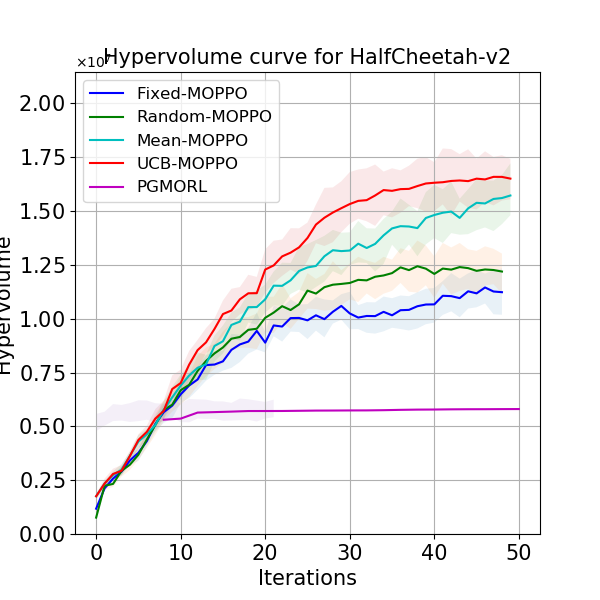 Hypervolume curve for HalfCheetah-v2
×10
Fixed-MOPPO
Random-MOPPO
Mean-MOPPO
UCB-MOPPO
PGMORL
2.00
1.75
1.50
1.25
1.00
0.75
0.50
0.25
0.00
Hypervolume
0 10 20 30 40 50
Iterations